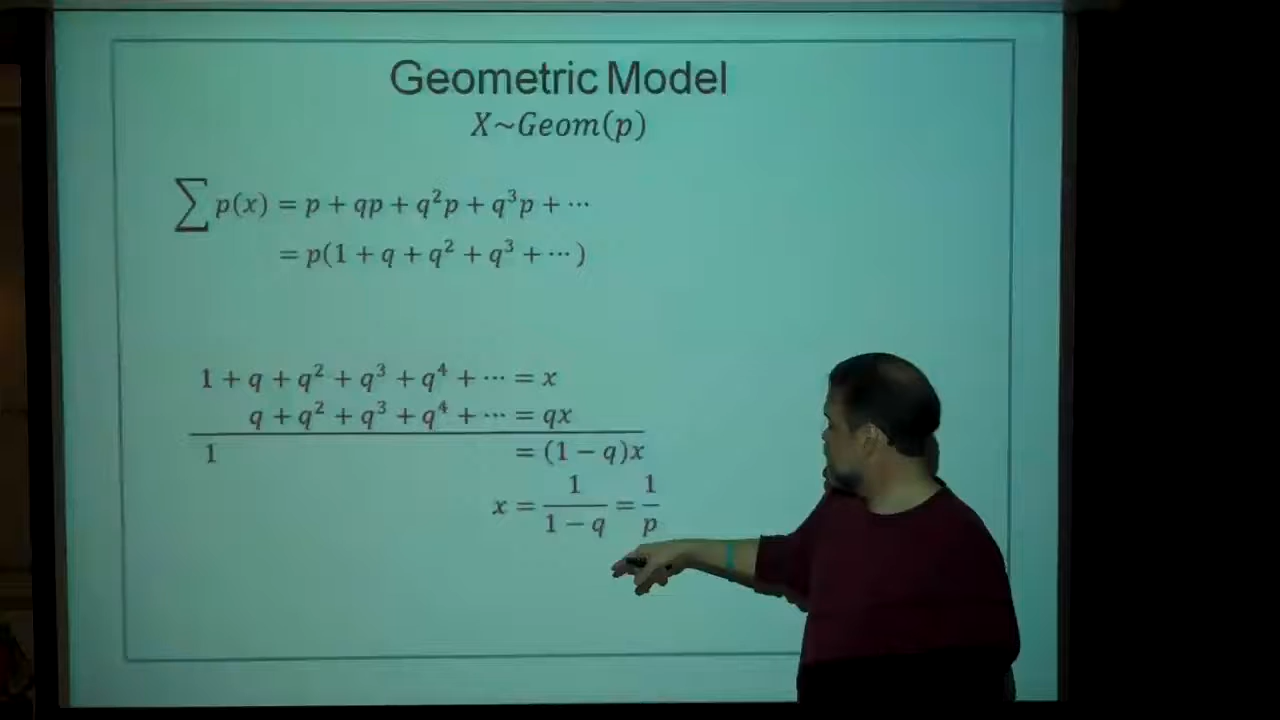 Geometric Model
X~Geom(p)
∑ p(x) = p + qp + q²p + q³p + ⋯
= p(1 + q + q² + q³ + ⋯ )
1 + q + q² + q³ + q⁴ + ⋯ = x
q + q² + q³ + q⁴ + ⋯ = qx
1 = (1 − q)x
x = 1/(1 − q) = 1/p